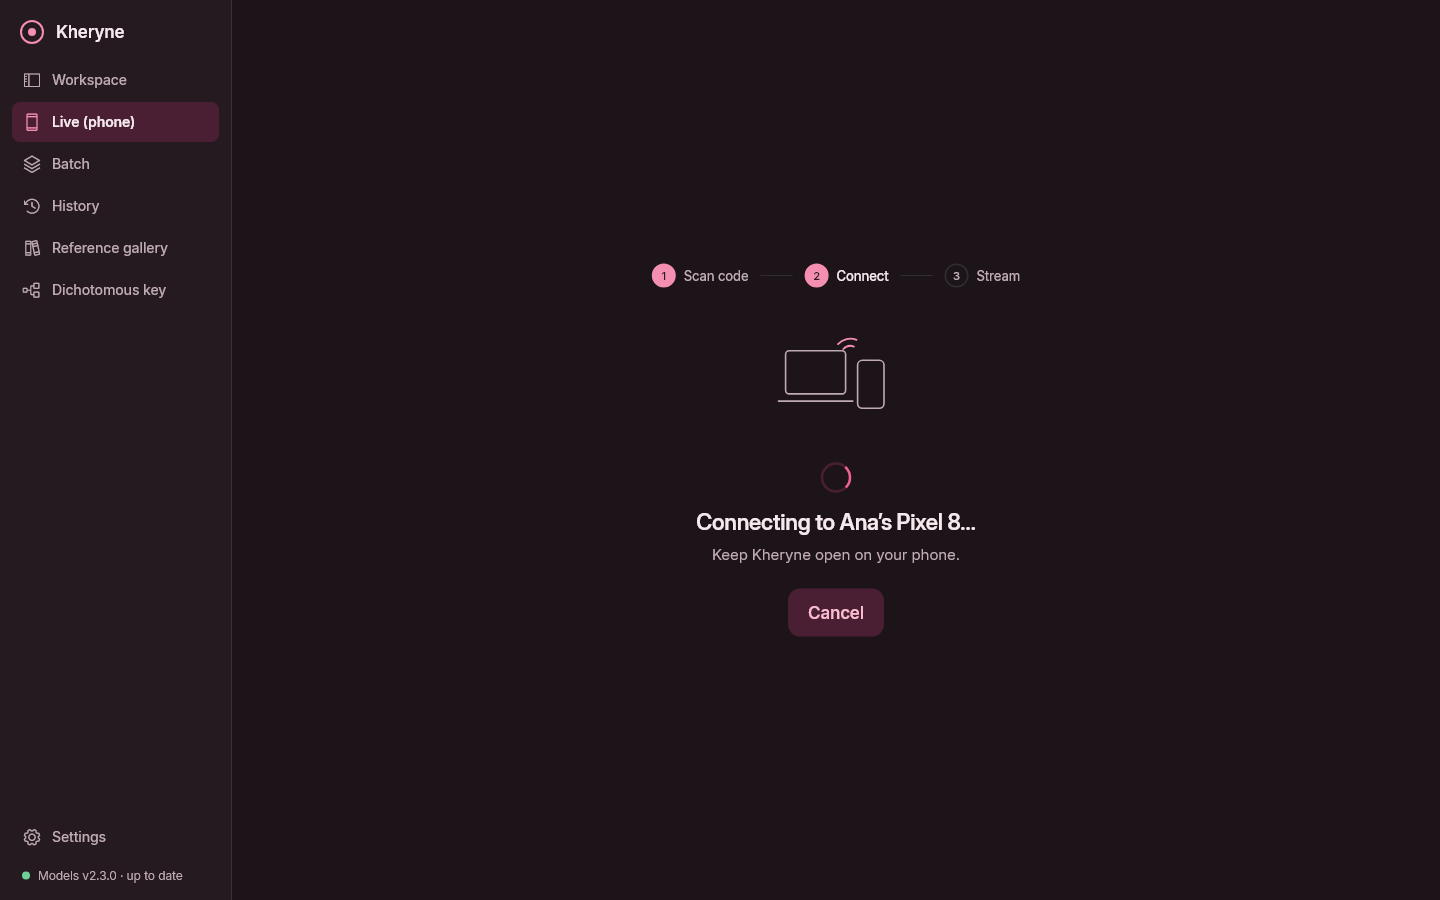 Kheryne
Workspace
Live (phone)
Batch
History
Reference gallery
Dichotomous key
1 Scan code 2 Connect 3 Stream
Connecting to Ana’s Pixel 8…
Keep Kheryne open on your phone.
Cancel
Settings
Models v2.3.0 · up to date